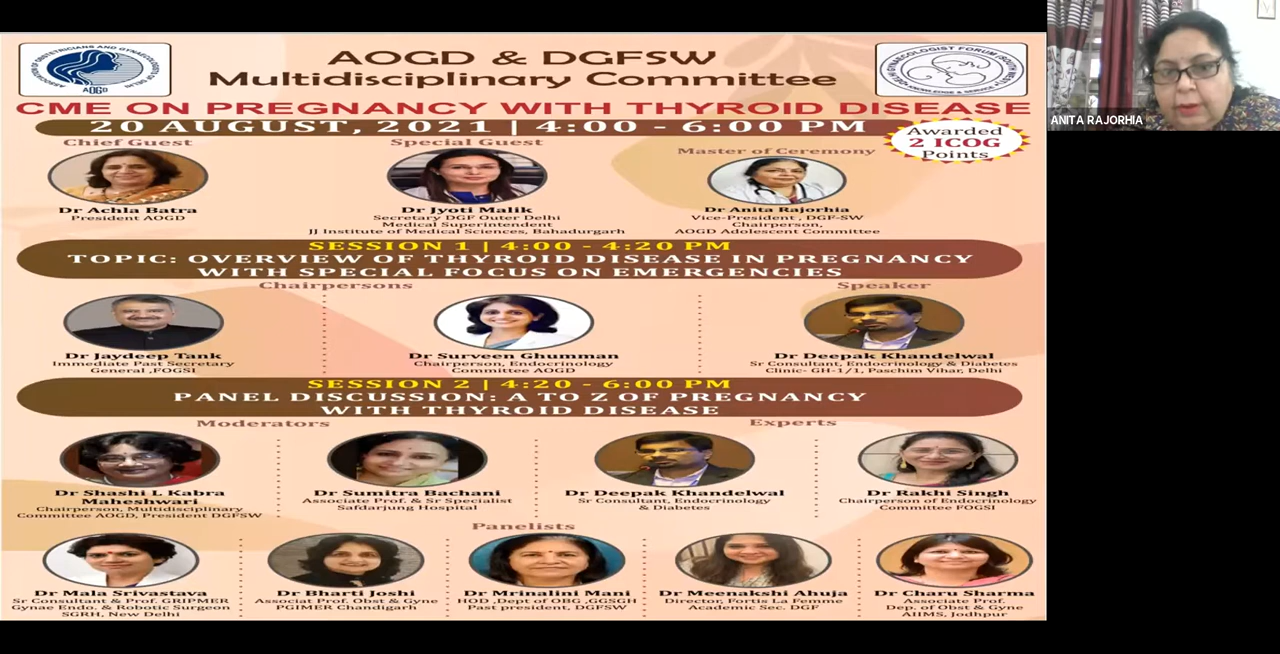 AOGD & DGFSW
Multidisciplinary Committee
CME ON PREGNANCY WITH THYROID DISEASE
20 AUGUST, 2021 | 4:00 - 6:00 PM
Awarded
2 ICOG
Points
AOGD
ANITA RAJORHIA
Chief Guest
Dr Achla Batra
President AOGD
Special Guest
Dr Jyoti Malik
Secretary DGF Outer Delhi
Medical Superintendent
JJ Institute of Medical Sciences, Bahadurgarh
Master of Ceremony
Dr Anita Rajorhia
Vice-President , DGF-SW
Chairperson,
AOGD Adolescent Committee
SESSION 1 | 4:00 - 4:20 PM
TOPIC: OVERVIEW OF THYROID DISEASE IN PREGNANCY
WITH SPECIAL FOCUS ON EMERGENCIES
Chairpersons
Dr Jaydeep Tank
Immediate Past Secretary
General ,FOGSI
Dr Surveen Ghumman
Chairperson, Endocrinology
Committee AOGD
Speaker
Dr Deepak Khandelwal
Sr Consultant, Endocrinology & Diabetes
Clinic- GH-1/1, Paschim Vihar, Delhi
SESSION 2 | 4:20 - 6:00 PM
PANEL DISCUSSION: A TO Z OF PREGNANCY
WITH THYROID DISEASE
Moderators
Dr Shashi L Kabra
Maheshwari
Chairperson, Multidisciplinary
Committee AOGD, President DGFSW
Dr Sumitra Bachani
Associate Prof. & Sr Specialist
Safdarjung Hospital
Experts
Dr Deepak Khandelwal
Sr Consultant, Endocrinology
& Diabetes
Dr Rakhi Singh
Chairperson of Endocrinology
Committee FOGSI
Panelists
Dr Mala Srivastava
Sr Consultant & Prof. GRIPMER
Gynae Endo. & Robotic Surgeon
SGRH, New Delhi
Dr Bharti Joshi
Associate Prof. Obst & Gyne
PGIMER Chandigarh
Dr Mrinalini Mani
HOD ,Dept of OBG ,GGSGH
Past president, DGFSW
Dr Meenakshi Ahuja
Director, Fortis La Femme
Academic Sec. DGF
Dr Charu Sharma
Associate Prof.
Dep. of Obst & Gyne
AIIMS, Jodhpur